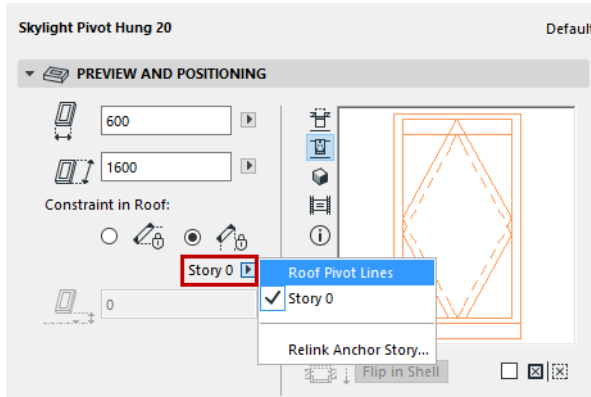 Skylight Pivot Hung 20
Default
PREVIEW AND POSITIONING
600
1600
Constraint in Roof:
Story 0
Roof Pivot Lines
Story 0
Relink Anchor Story...
0
Flip in Shell